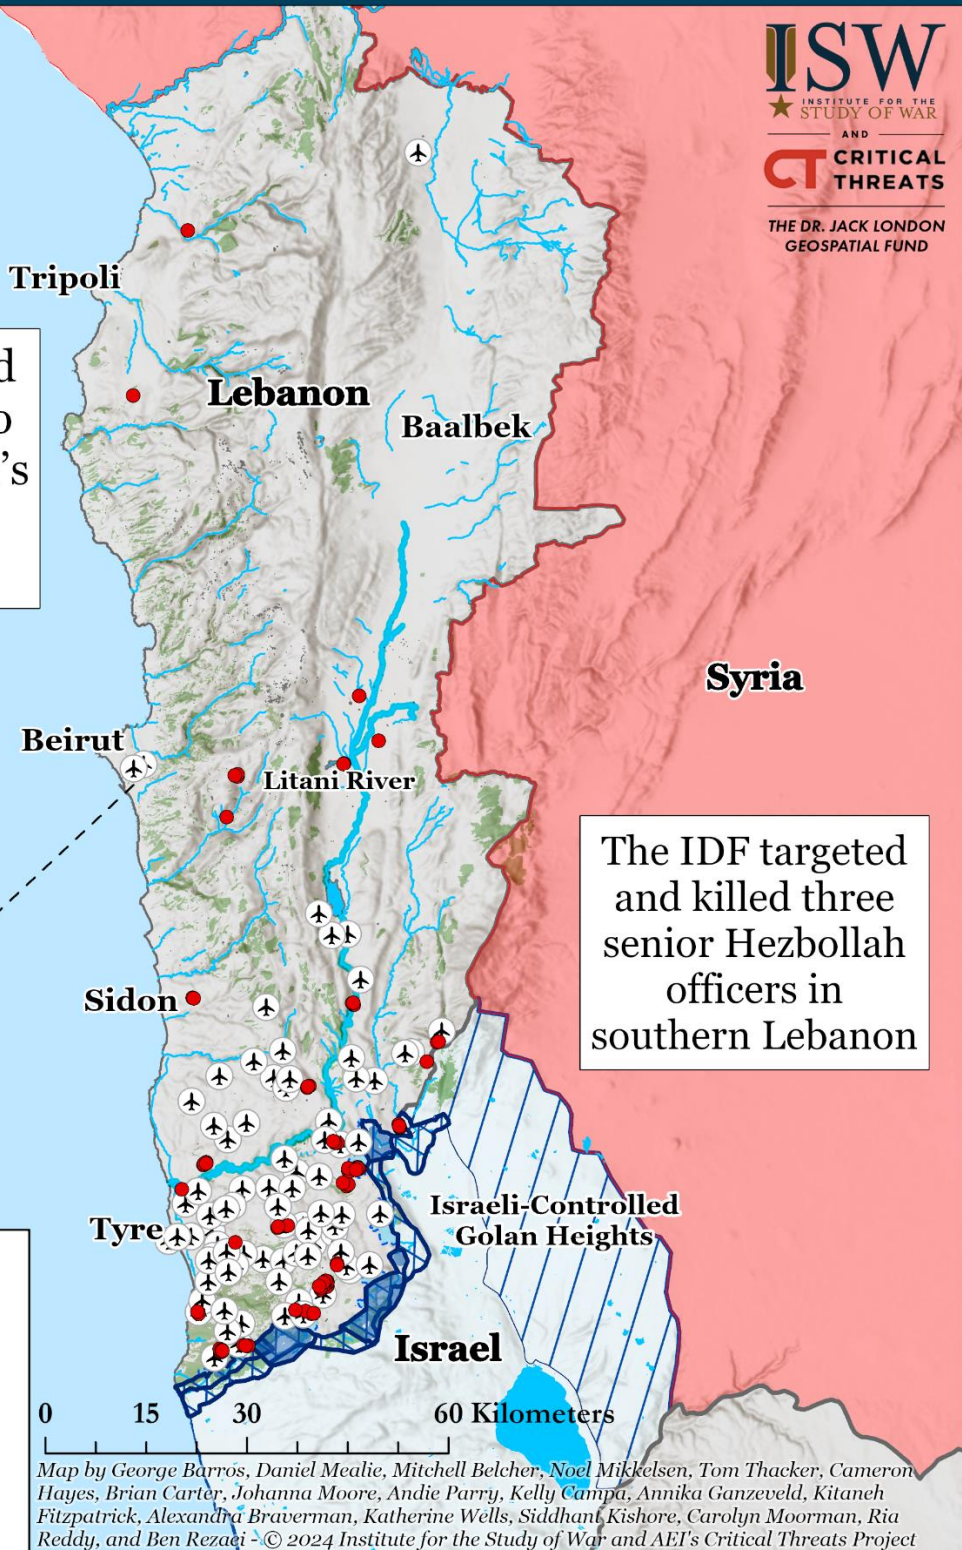 ISW
INSTITUTE FOR THE
STUDY OF WAR
AND
CT CRITICAL
THREATS
THE DR. JACK LONDON
GEOSPATIAL FUND
Tripoli
d
o
's
Lebanon
Baalbek
Syria
Beirut
Litani River
The IDF targeted
and killed three
senior Hezbollah
officers in
southern Lebanon
Sidon
Israeli-Controlled
Golan Heights
Tyre
Israel
0 15 30 60 Kilometers
Map by George Barros, Daniel Mealie, Mitchell Belcher, Noel Mikkelsen, Tom Thacker, Cameron
Hayes, Brian Carter, Johanna Moore, Andie Parry, Kelly Campa, Annika Ganzeveld, Kitaneh
Fitzpatrick, Alexandra Braverman, Katherine Wells, Siddhant Kishore, Carolyn Moorman, Ria
Reddy, and Ben Rezaei - © 2024 Institute for the Study of War and AEI's Critical Threats Project